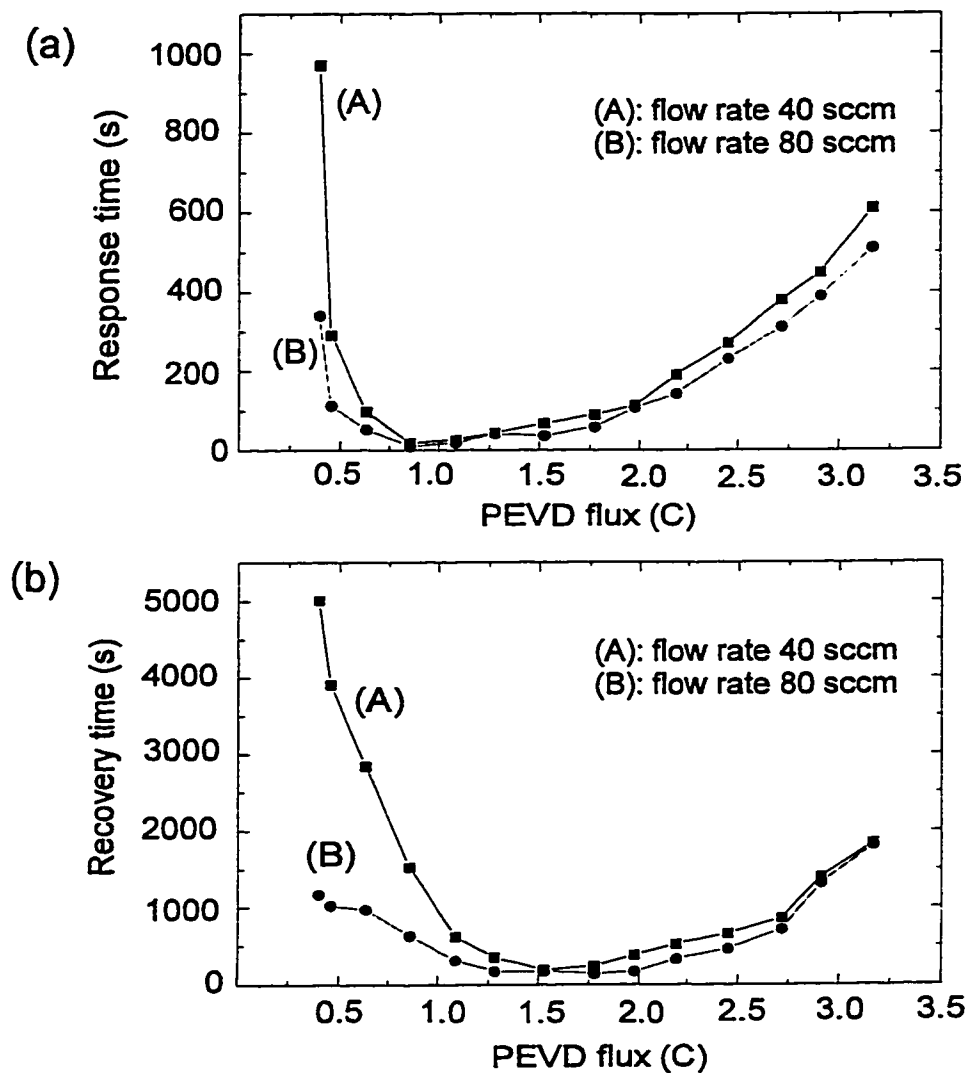 (a)
Response time (s)
1000
800
600
400
200
0
(A)
(B)
(A): flow rate 40 sccm
(B): flow rate 80 sccm
0.5 1.0 1.5 2.0 2.5 3.0 3.5
PEVD flux (C)
(b)
Recovery time (s)
5000
4000
3000
2000
1000
0
(A)
(B)
(A): flow rate 40 sccm
(B): flow rate 80 sccm
0.5 1.0 1.5 2.0 2.5 3.0 3.5
PEVD flux (C)